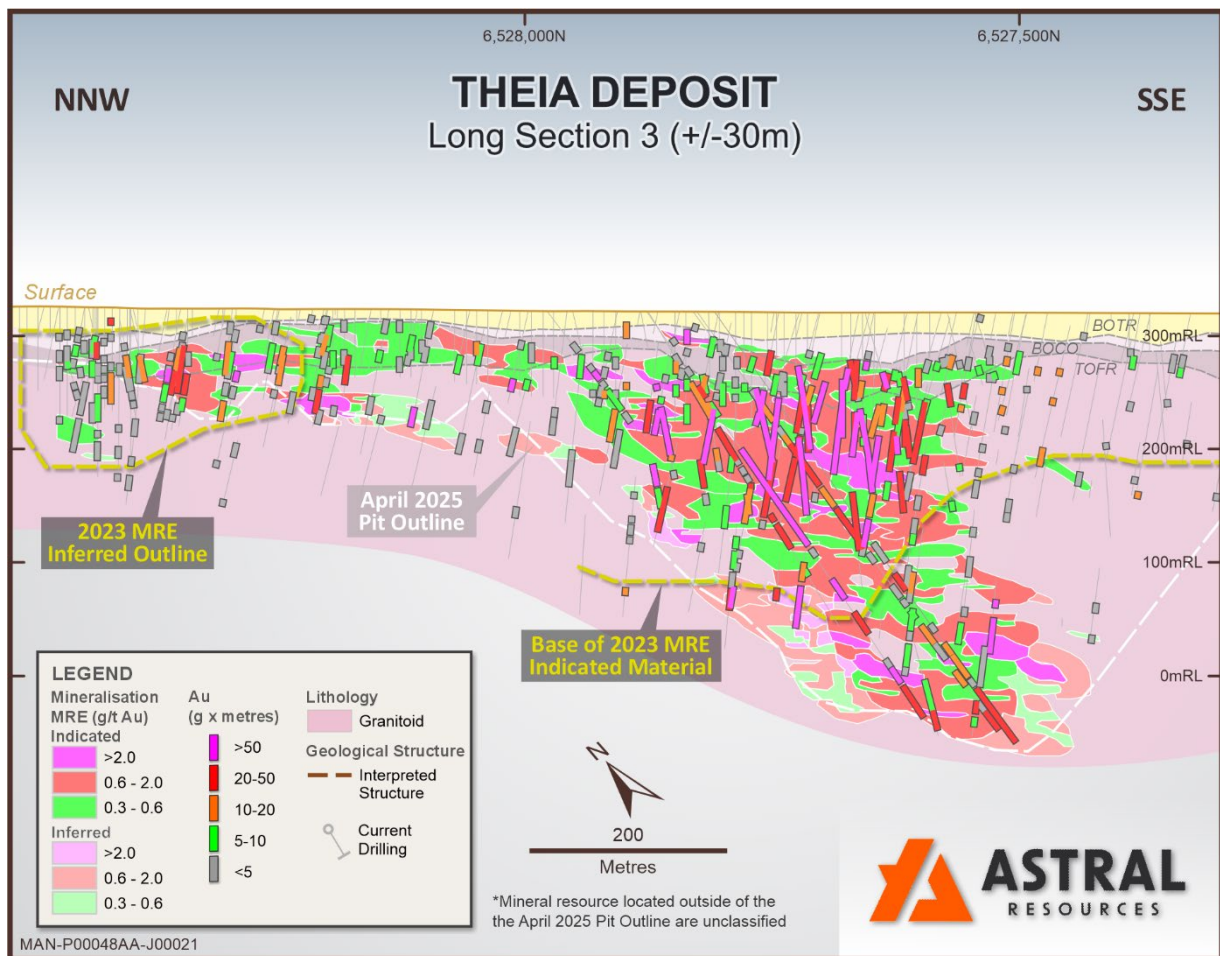 6,528,000N
6,527,500N
NNW
THEIA DEPOSIT
SSE
Long Section 3 (+/-30m)
Surface
BOTR
300mRL
BOCO
TOFR
200mRL
April 2025
Pit Outline
2023 MRE
Inferred Outline
100mRL
Base of 2023 MRE
Indicated Material
0mRL
LEGEND
Mineralisation
MRE (g/t Au)
Indicated
>2.0
0.6 - 2.0
0.3 - 0.6
Inferred
>2.0
0.6 - 2.0
0.3 - 0.6
Au
(g x metres)
>50
20-50
10-20
5-10
<5
Lithology
Granitoid
Geological Structure
Interpreted
Structure
Current
Drilling
N
200
Metres
*Mineral resource located outside of the
the April 2025 Pit Outline are unclassified
ASTRAL
RESOURCES
MAN-P00048AA-J00021